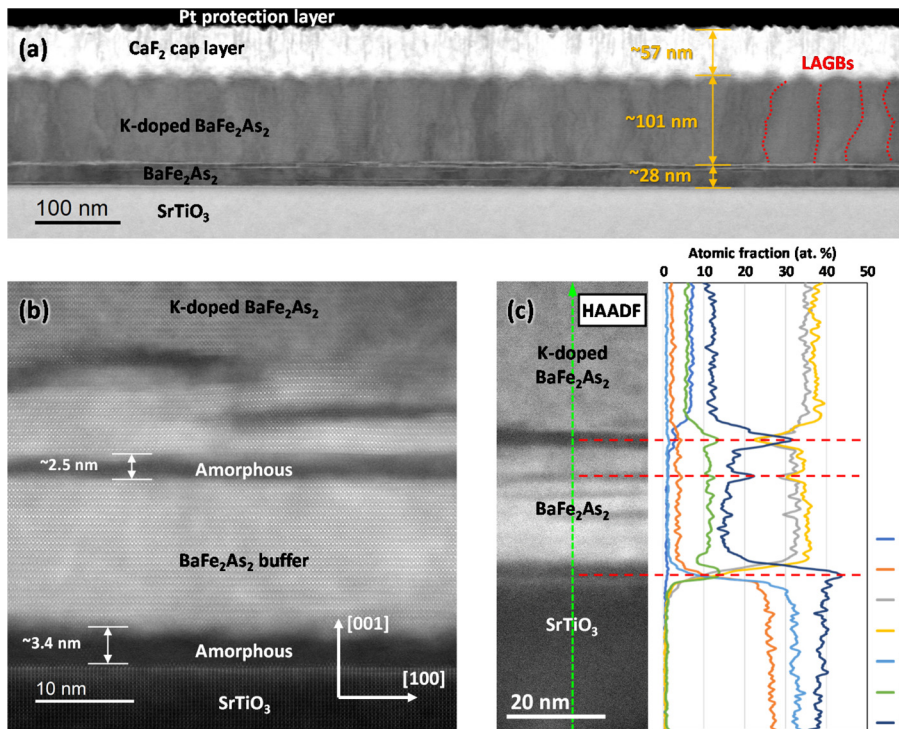 Pt protection layer
(a)
CaF₂ cap layer
~57 nm
LAGBs
K-doped BaFe₂As₂
~101 nm
BaFe₂As₂
~28 nm
100 nm
SrTiO₃
Atomic fraction (at. %)
0 10 20 30 40 50
(b)
K-doped BaFe₂As₂
~2.5 nm
Amorphous
BaFe₂As₂ buffer
~3.4 nm
Amorphous
[001]
[100]
10 nm
SrTiO₃
(c)
HAADF
K-doped
BaFe₂As₂
BaFe₂As₂
SrTiO₃
20 nm